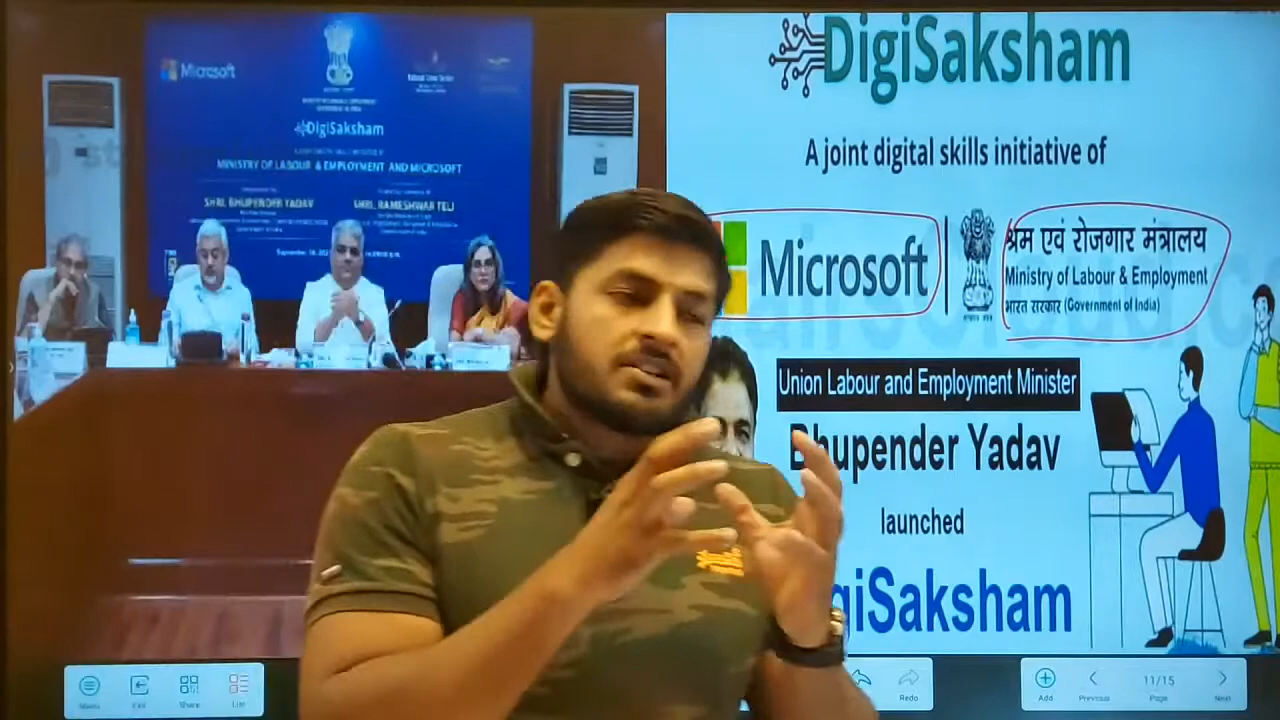 Microsoft
DigiSaksham
MINISTRY OF LABOUR & EMPLOYMENT AND MICROSOFT
SHRI. BHUPENDER YADAV
SHRI. RAMESHWAR TELI
DigiSaksham
A joint digital skills initiative of
Microsoft
श्रम एवं रोजगार मंत्रालय
Ministry of Labour & Employment
भारत सरकार (Government of India)
Union Labour and Employment Minister
Bhupender Yadav
launched
giSaksham
Menu
Exit
Share
List
Redo
Add
Previous
11/15
Page
Next